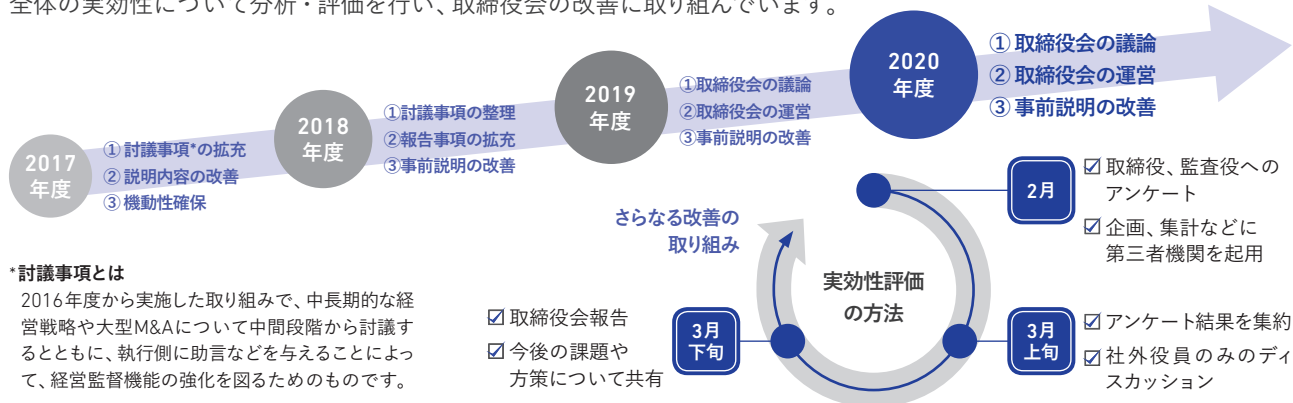 全体の実効性について分析・評価を行い、取締役会の改善に取り組んでいます。
2017
年度
① 討議事項*の拡充
② 説明内容の改善
③ 機動性確保
2018
年度
①討議事項の整理
②報告事項の拡充
③事前説明の改善
2019
年度
①取締役会の議論
②取締役会の運営
③事前説明の改善
2020
年度
① 取締役会の議論
② 取締役会の運営
③ 事前説明の改善
*討議事項とは
2016年度から実施した取り組みで、中長期的な経
営戦略や大型M&Aについて中間段階から討議す
るとともに、執行側に助言などを与えることによっ
て、経営監督機能の強化を図るためのものです。
実効性評価
の方法
2月
☑ 取締役、監査役への
アンケート
☑ 企画、集計などに
第三者機関を起用
3月
上旬
☑ アンケート結果を集約
☑ 社外役員のみのディ
スカッション
3月
下旬
☑ 取締役会報告
☑ 今後の課題や
方策について共有
さらなる改善の
取り組み